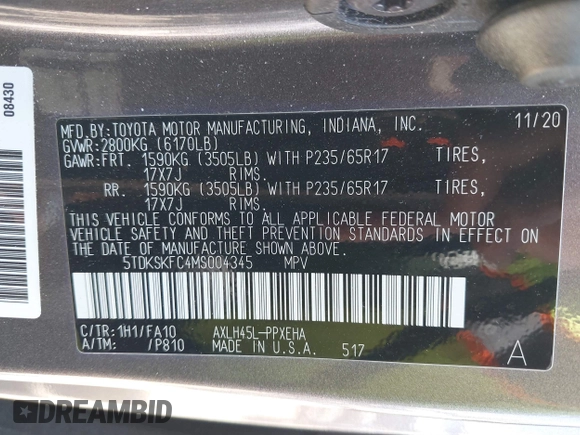 08430
MFD.BY:TOYOTA MOTOR MANUFACTURING, INDIANA, INC. 11/20
GVWR:2800KG (6170LB)
GAWR:FRT. 1590KG (3505LB) WITH P235/65R17 TIRES,
17X7J RIMS.
RR. 1590KG (3505LB) WITH P235/65R17 TIRES,
17X7J RIMS.
THIS VEHICLE CONFORMS TO ALL APPLICABLE FEDERAL MOTOR
VEHICLE SAFETY AND THEFT PREVENTION STANDARDS IN EFFECT ON
THE DATE OF MANUFACTURE SHOWN ABOVE.
5TDKSKFC4MS004345 MPV
C/TR:1H1/FA10 AXLH45L-PPXEHA
A/TM: /P810 MADE IN U.S.A. 517 A
DREAMBID